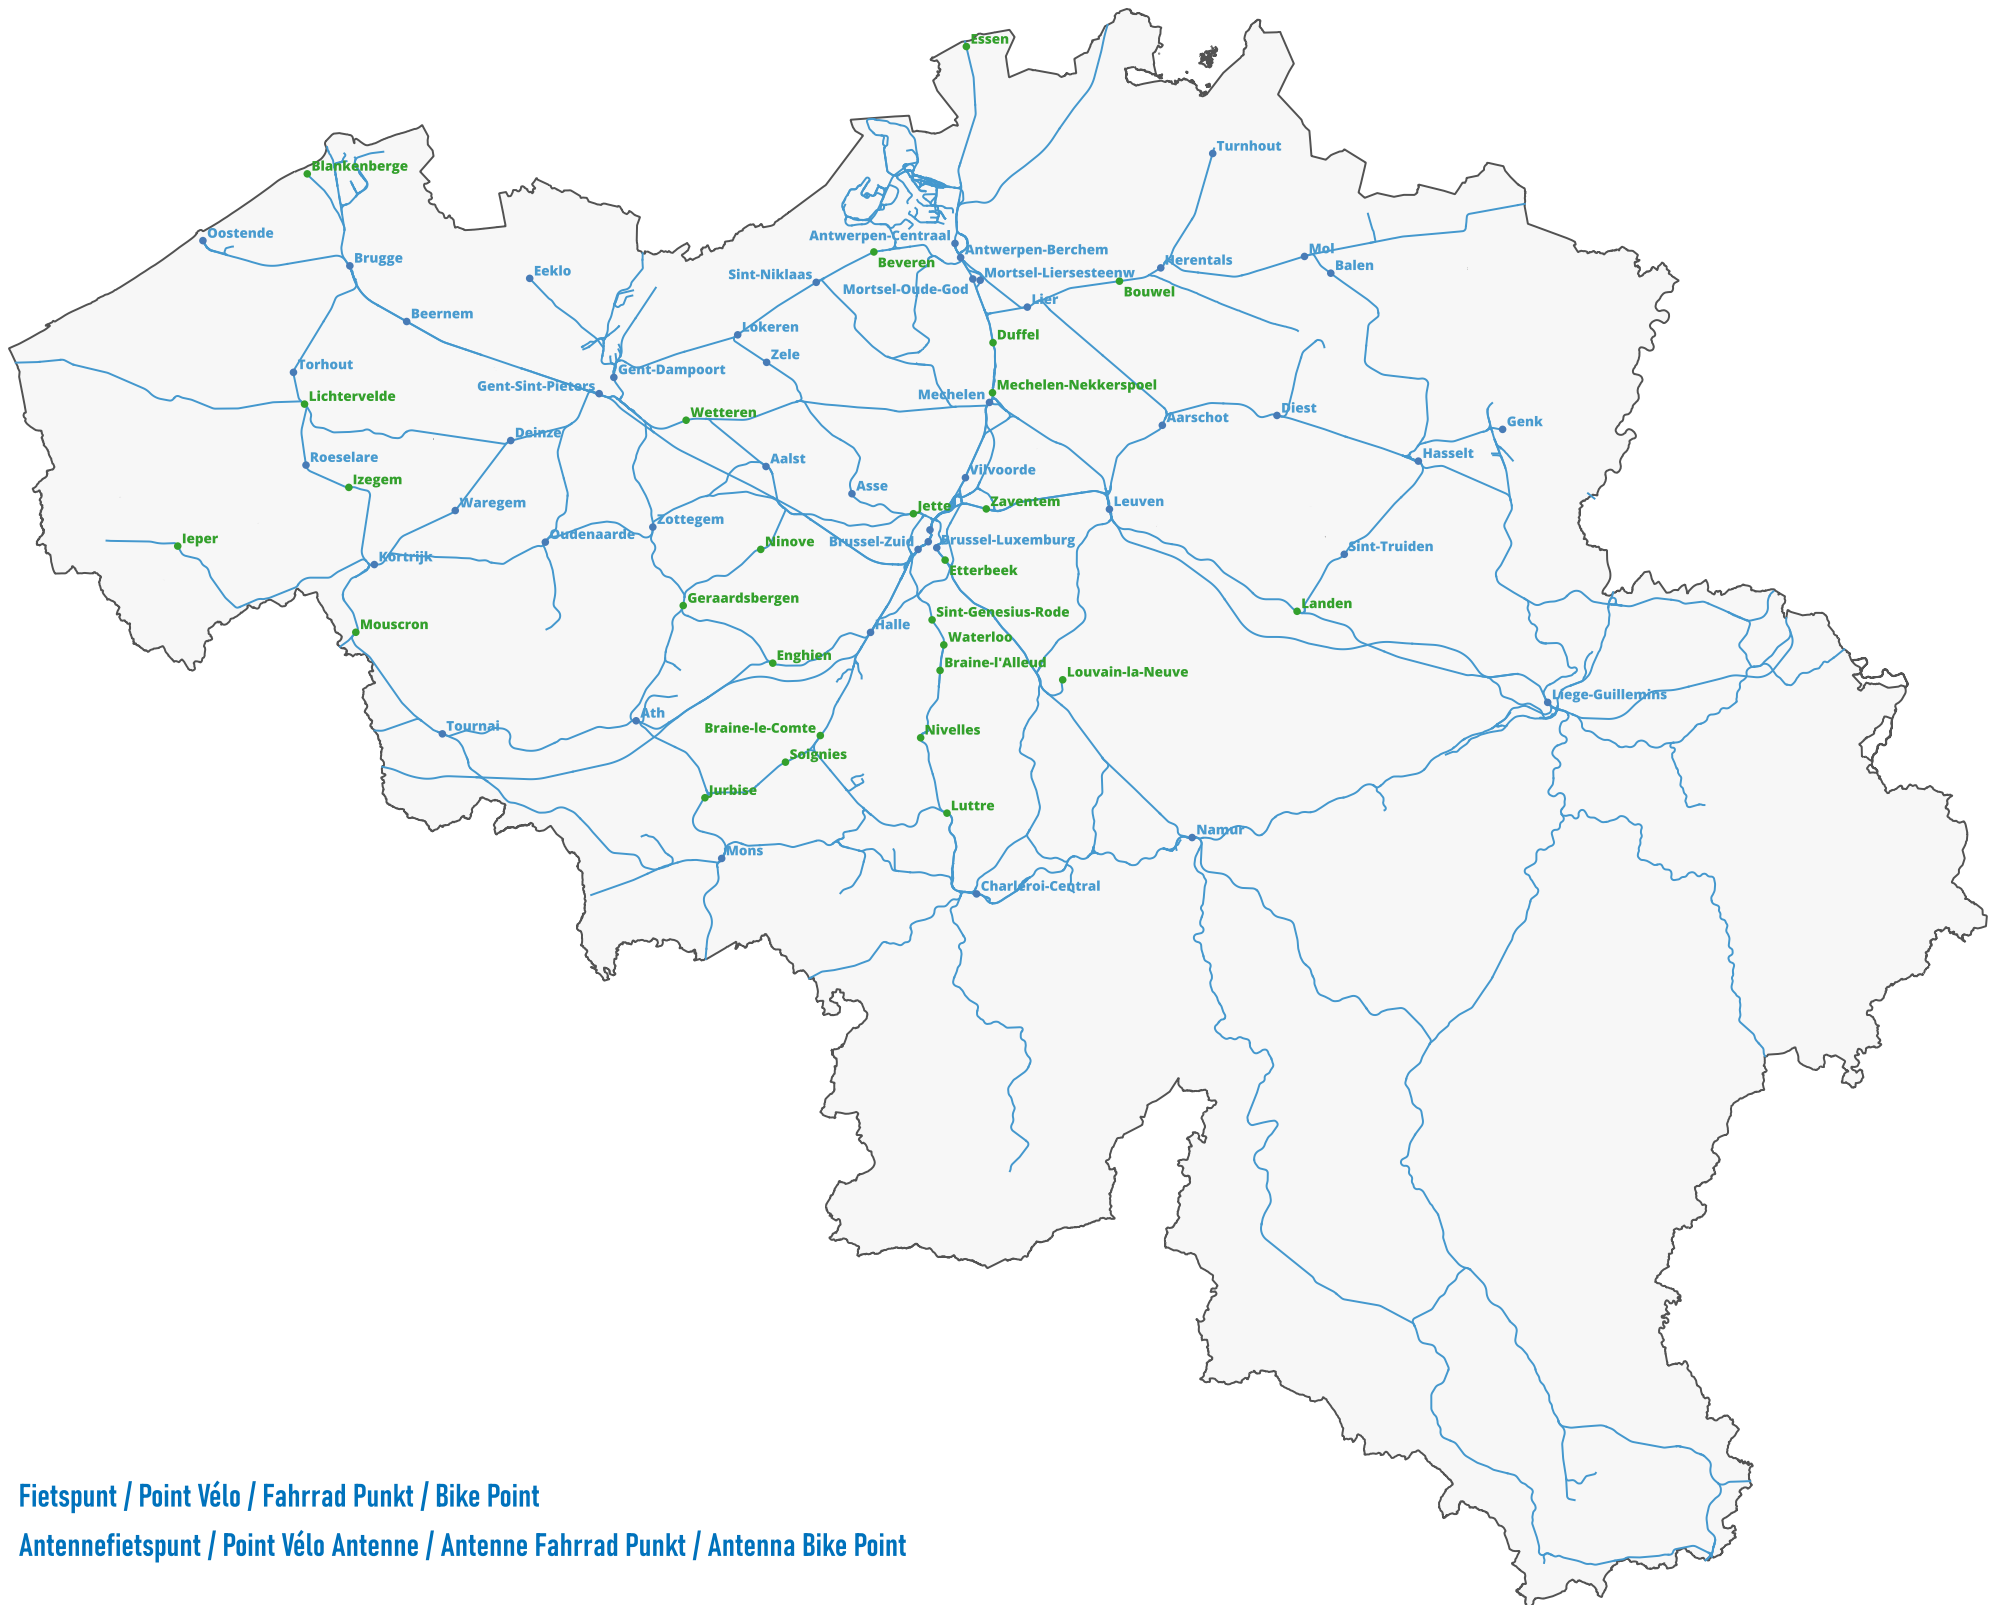 Essen
Turnhout
Blankenberge
Oostende
Antwerpen-Centraal
Antwerpen-Berchem
Mol
Brugge
Beveren
Herentals
Balen
Eeklo
Sint-Niklaas
Mortsel-Liersesteenw
Mortsel-Oude-God
Bouwel
Lier
Beernem
Lokeren
Duffel
Zele
Torhout
Gent-Dampoort
Gent-Sint-Pieters
Mechelen-Nekkerspoel
Lichtervelde
Mechelen
Wetteren
Diest
Aarschot
Genk
Deinze
Roeselare
Aalst
Hasselt
Vilvoorde
Izegem
Asse
Waregem
Jette
Zaventem
Leuven
Zottegem
Oudenaarde
Ieper
Ninove
Brussel-Zuid
Brussel-Luxemburg
Sint-Truiden
Kortrijk
Etterbeek
Geraardsbergen
Landen
Sint-Genesius-Rode
Mouscron
Halle
Waterloo
Enghien
Braine-l'Alleud
Louvain-la-Neuve
Liege-Guillemins
Ath
Tournai
Braine-le-Comte
Nivelles
Soignies
Jurbise
Luttre
Namur
Mons
Charleroi-Central
Fietspunt / Point Vélo / Fahrrad Punkt / Bike Point
Antennefietspunt / Point Vélo Antenne / Antenne Fahrrad Punkt / Antenna Bike Point